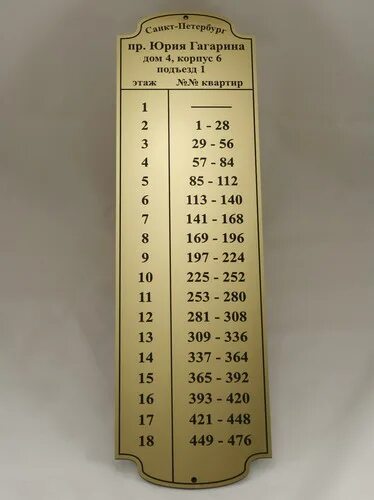 Санкт-Петербург
пр. Юрия Гагарина
дом 4, корпус 6
подъезд 1
этаж №№ квартир
1 ———
2 1 - 28
3 29 - 56
4 57 - 84
5 85 - 112
6 113 - 140
7 141 - 168
8 169 - 196
9 197 - 224
10 225 - 252
11 253 - 280
12 281 - 308
13 309 - 336
14 337 - 364
15 365 - 392
16 393 - 420
17 421 - 448
18 449 - 476